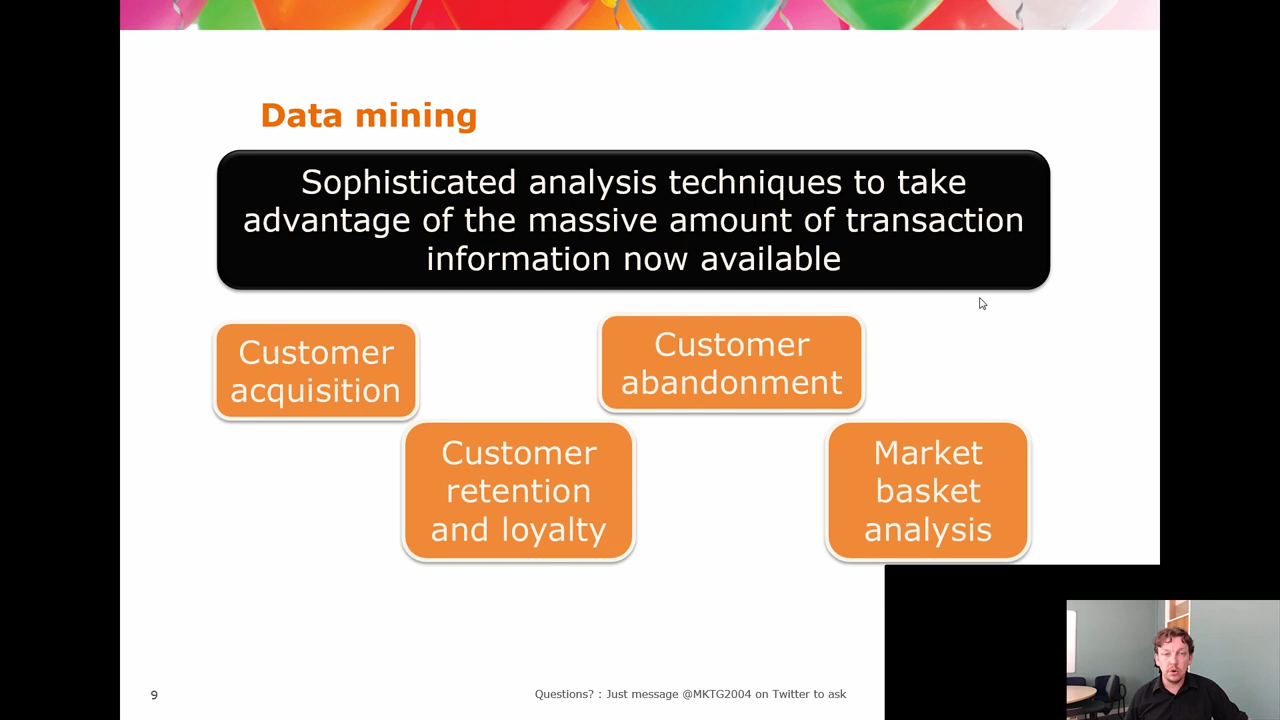 Data mining
Sophisticated analysis techniques to take
advantage of the massive amount of transaction
information now available
Customer
acquisition
Customer
abandonment
Customer
retention
and loyalty
Market
basket
analysis
9
Questions? : Just message @MKTG2004 on Twitter to ask